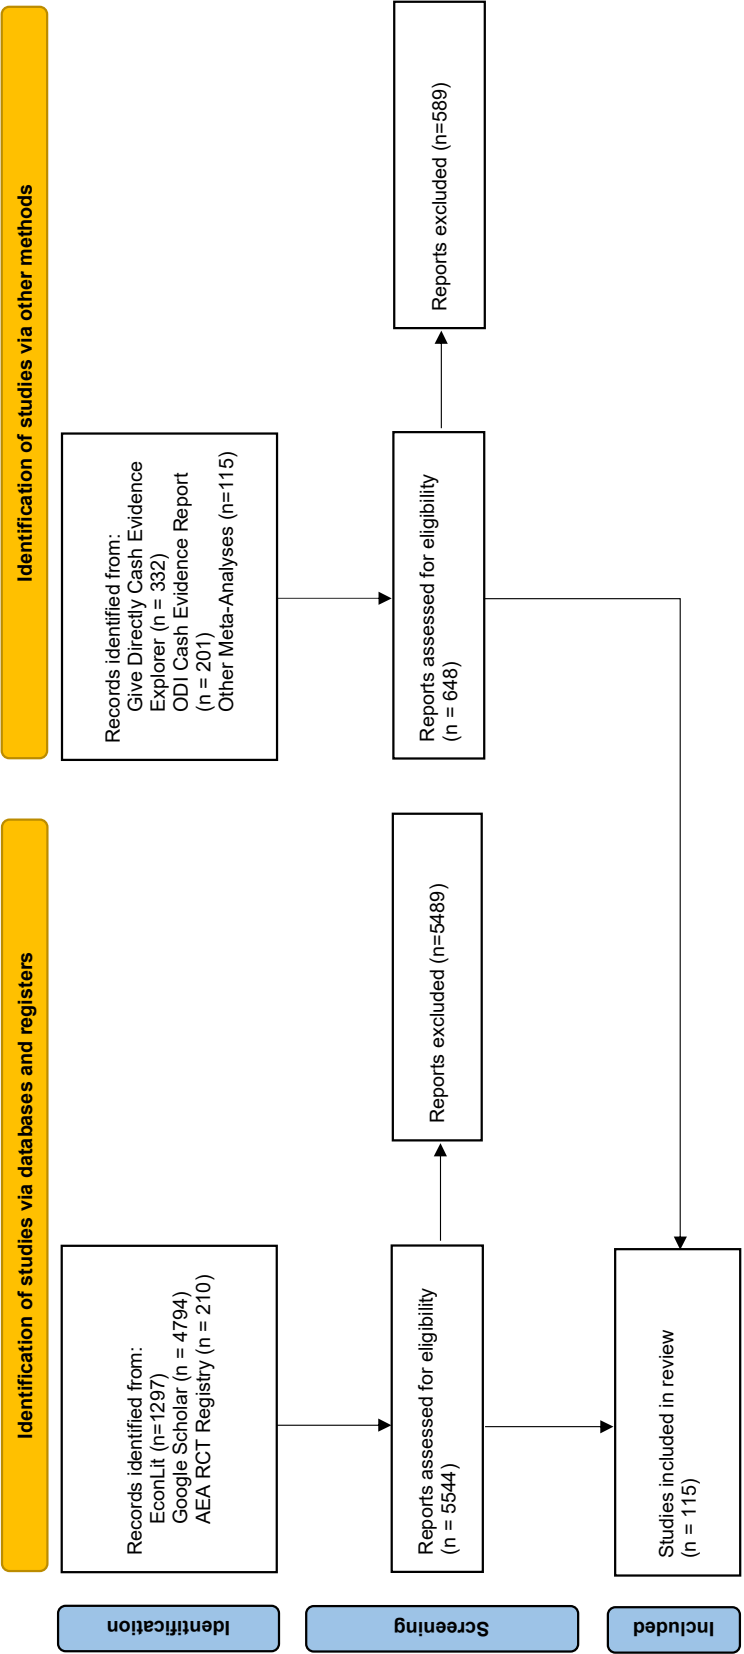 Identification of studies via databases and registers
Identification of studies via other methods
Identification
Records identified from:
EconLit (n=1297)
Google Scholar (n = 4794)
AEA RCT Registry (n = 210)
Records identified from:
Give Directly Cash Evidence
Explorer (n = 332)
ODI Cash Evidence Report
(n = 201)
Other Meta-Analyses (n=115)
Screening
Reports assessed for eligibility
(n = 5544)
Reports excluded (n=5489)
Reports assessed for eligibility
(n = 648)
Reports excluded (n=589)
Included
Studies included in review
(n = 115)